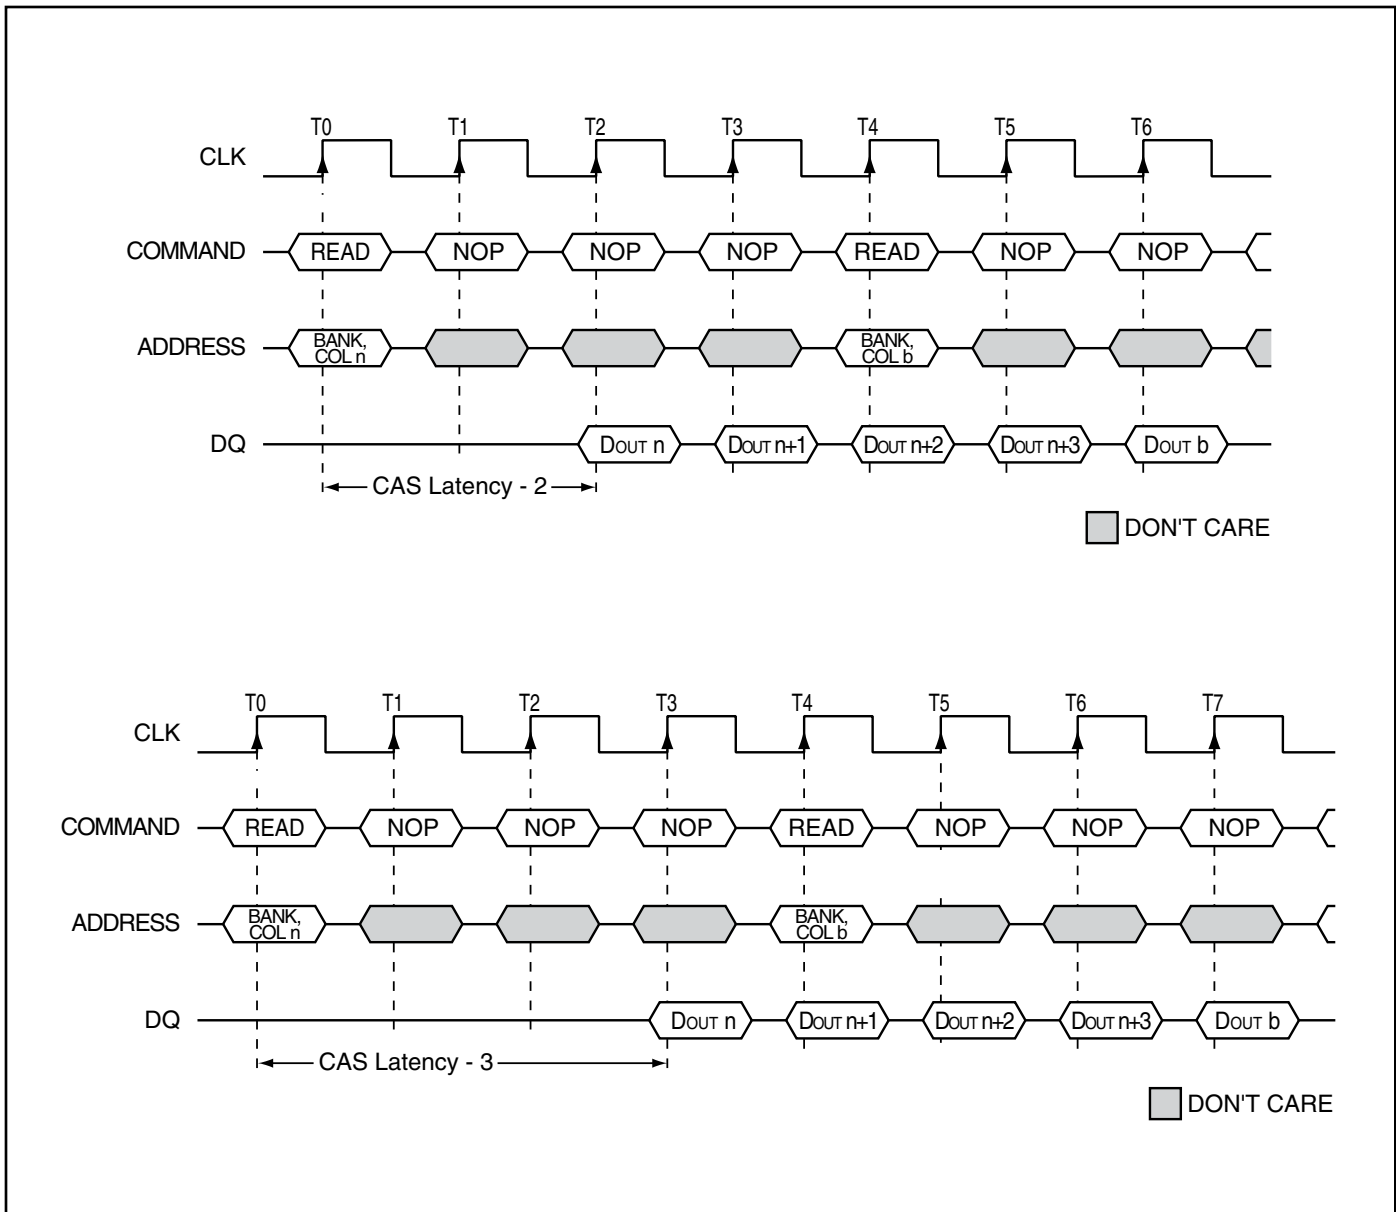 T0 T1 T2 T3 T4 T5 T6
CLK
COMMAND READ NOP NOP NOP READ NOP NOP
ADDRESS BANK, COL n BANK, COL b
DQ DOUT n DOUT n+1 DOUT n+2 DOUT n+3 DOUT b
CAS Latency - 2
DON'T CARE
T0 T1 T2 T3 T4 T5 T6 T7
CLK
COMMAND READ NOP NOP NOP READ NOP NOP NOP
ADDRESS BANK, COL n BANK, COL b
DQ DOUT n DOUT n+1 DOUT n+2 DOUT n+3 DOUT b
CAS Latency - 3
DON'T CARE